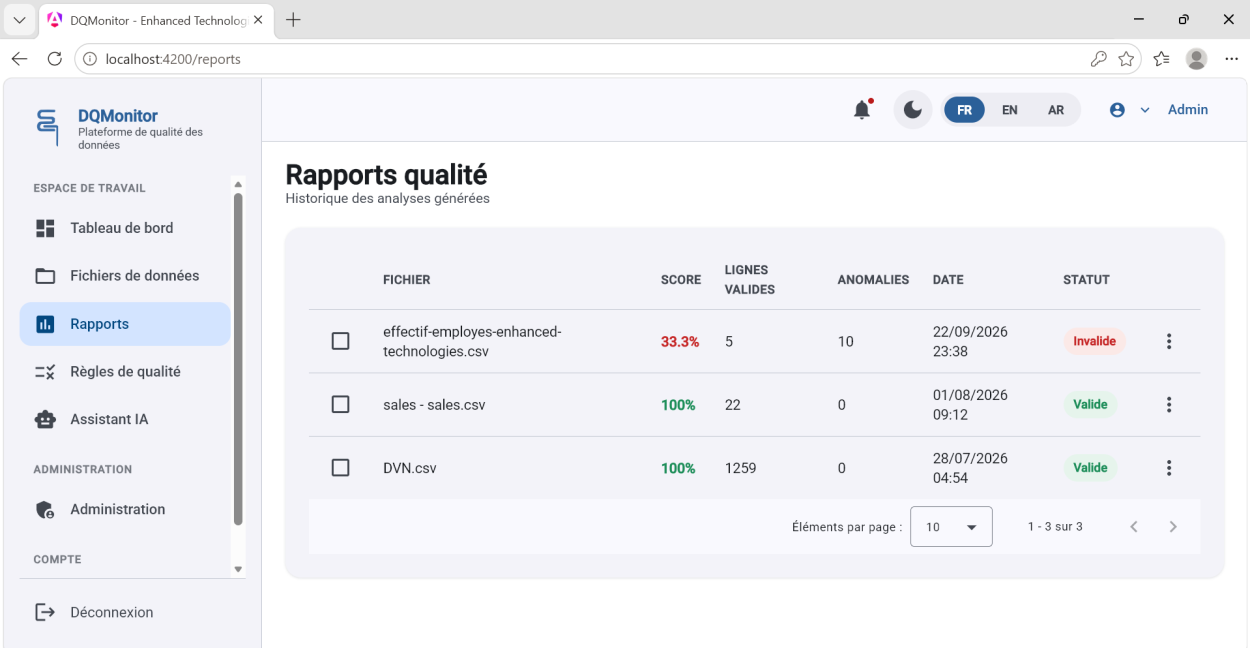 DQMonitor - Enhanced Technolog
localhost:4200/reports
DQMonitor
Plateforme de qualité des
données
FR
EN
AR
Admin
ESPACE DE TRAVAIL
Tableau de bord
Fichiers de données
Rapports
Règles de qualité
Assistant IA
ADMINISTRATION
Administration
COMPTE
Déconnexion
Rapports qualité
Historique des analyses générées
FICHIER
SCORE
LIGNES
VALIDES
ANOMALIES
DATE
STATUT
effectif-employes-enhanced-
technologies.csv
33.3%
5
10
22/09/2026
23:38
Invalide
sales - sales.csv
100%
22
0
01/08/2026
09:12
Valide
DVN.csv
100%
1259
0
28/07/2026
04:54
Valide
Éléments par page :
10
1 - 3 sur 3